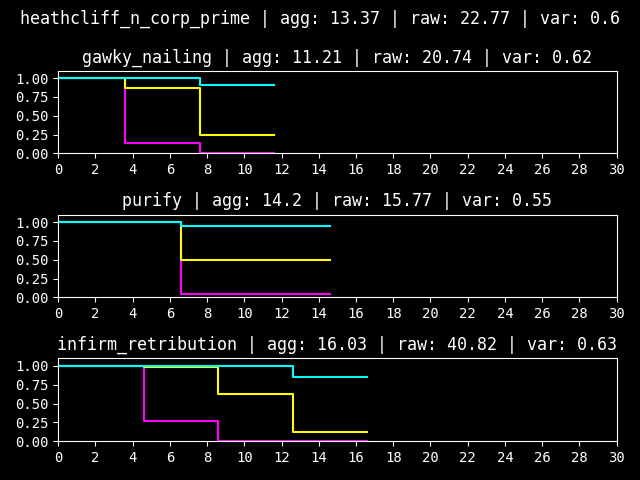 heathcliff_n_corp_prime | agg: 13.37 | raw: 22.77 | var: 0.6
gawky_nailing | agg: 11.21 | raw: 20.74 | var: 0.62
1.00
0.75
0.50
0.25
0.00
0 2 4 6 8 10 12 14 16 18 20 22 24 26 28 30
purify | agg: 14.2 | raw: 15.77 | var: 0.55
1.00
0.75
0.50
0.25
0.00
0 2 4 6 8 10 12 14 16 18 20 22 24 26 28 30
infirm_retribution | agg: 16.03 | raw: 40.82 | var: 0.63
1.00
0.75
0.50
0.25
0.00
0 2 4 6 8 10 12 14 16 18 20 22 24 26 28 30